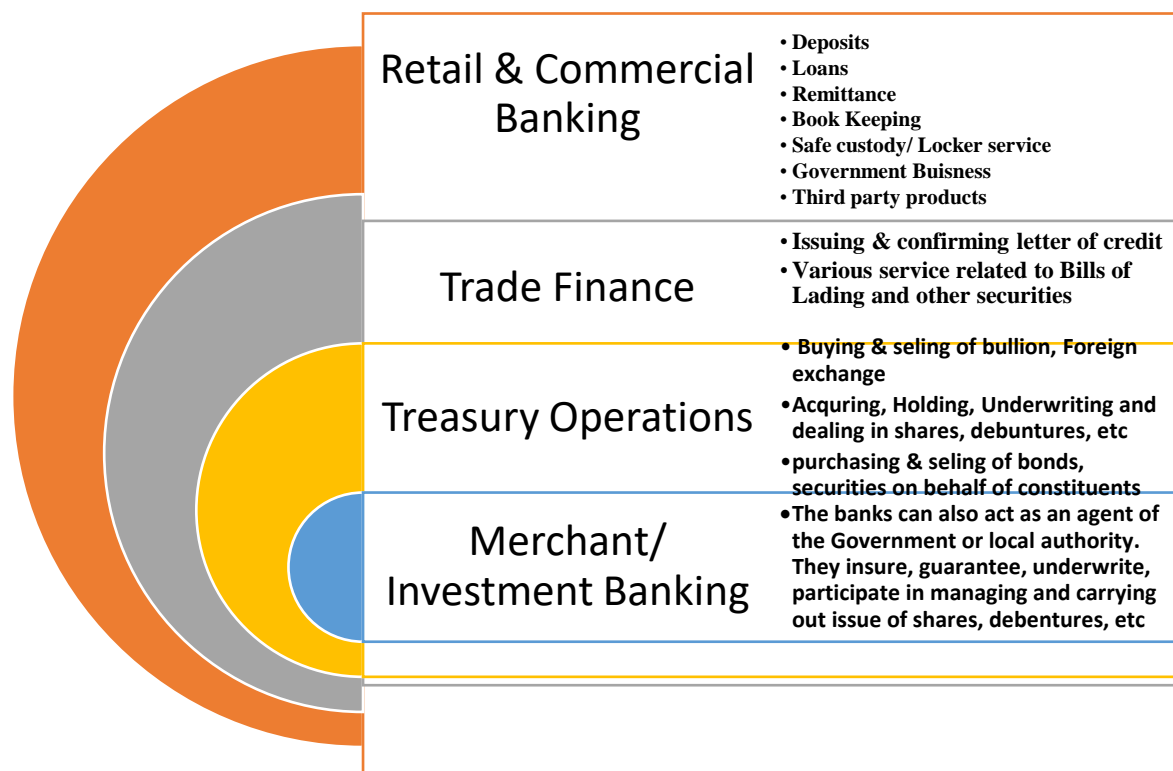 Retail & Commercial
Banking
• Deposits
• Loans
• Remittance
• Book Keeping
• Safe custody/ Locker service
• Government Buisness
• Third party products
Trade Finance
• Issuing & confirming letter of credit
• Various service related to Bills of
Lading and other securities
Treasury Operations
• Buying & seling of bullion, Foreign
exchange
•Acquring, Holding, Underwriting and
dealing in shares, debuntures, etc
•purchasing & seling of bonds,
securities on behalf of constituents
Merchant/
Investment Banking
•The banks can also act as an agent of
the Government or local authority.
They insure, guarantee, underwrite,
participate in managing and carrying
out issue of shares, debentures, etc